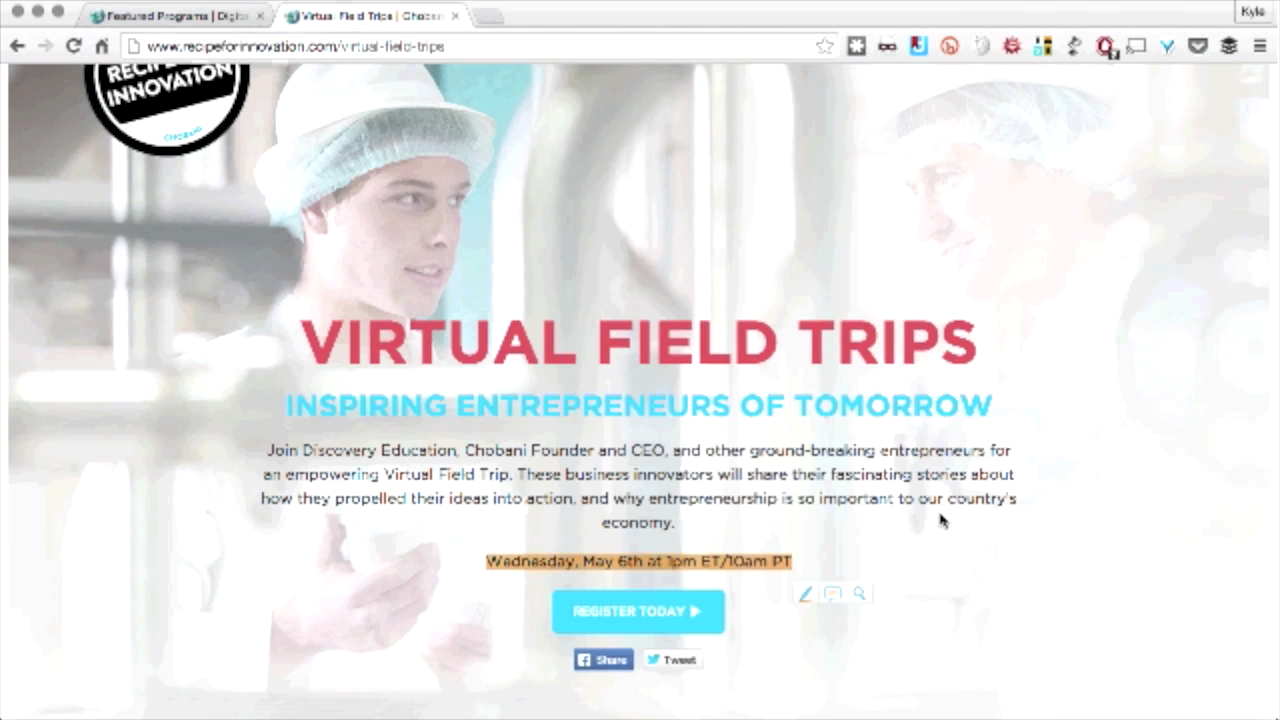 Featured Programs | Digita
Virtual Field Trips | Choban
Kyle
www.recipeforinnovation.com/virtual-field-trips
RECIPE
INNOVATION
CHOBANI
VIRTUAL FIELD TRIPS
INSPIRING ENTREPRENEURS OF TOMORROW
Join Discovery Education, Chobani Founder and CEO, and other ground-breaking entrepreneurs for
an empowering Virtual Field Trip. These business innovators will share their fascinating stories about
how they propelled their ideas into action, and why entrepreneurship is so important to our country's
economy.
Wednesday, May 6th at 1pm ET/10am PT
REGISTER TODAY
Share
Tweet